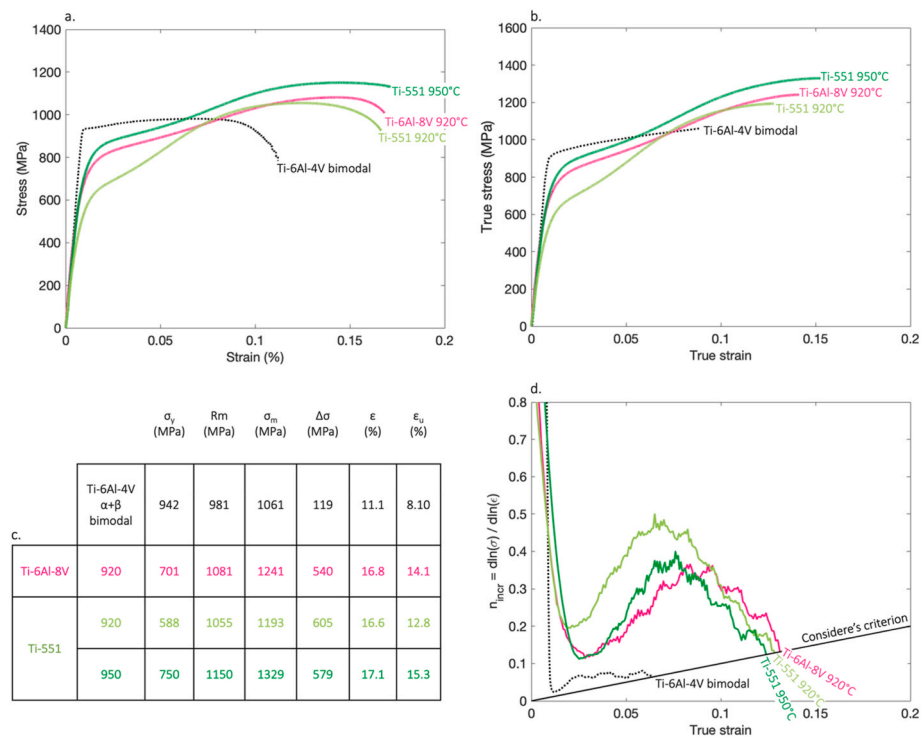 a.
Stress (MPa)
1400
1200
1000
800
600
400
200
0
0
0.05
0.1
0.15
0.2
Strain (%)
Ti-551 950°C
Ti-6Al-8V 920°C
Ti-551 920°C
Ti-6Al-4V bimodal
b.
True stress (MPa)
1600
1400
1200
1000
800
600
400
200
0
0
0.05
0.1
0.15
0.2
True strain
Ti-551 950°C
Ti-6Al-8V 920°C
Ti-551 920°C
Ti-6Al-4V bimodal
c.
σy Rm σm Δσ ε εu
(MPa) (MPa) (MPa) (MPa) (%) (%)
Ti-6Al-4V
α+β
bimodal
942 981 1061 119 11.1 8.10
Ti-6Al-8V 920 701 1081 1241 540 16.8 14.1
Ti-551
920 588 1055 1193 605 16.6 12.8
950 750 1150 1329 579 17.1 15.3
d.
nincr = dln(σ) / dln(ϵ)
0.8
0.7
0.6
0.5
0.4
0.3
0.2
0.1
0
0
0.05
0.1
0.15
0.2
True strain
Considere's criterion
Ti-6Al-8V 920°C
Ti-551 920°C
Ti-551 950°C
Ti-6Al-4V bimodal